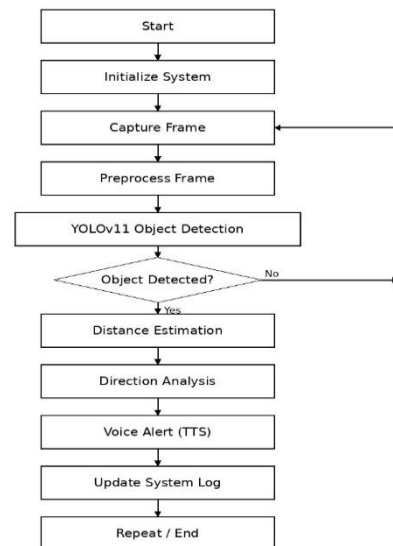 Start
Initialize System
Capture Frame
Preprocess Frame
YOLOv11 Object Detection
Object Detected?
No
Yes
Distance Estimation
Direction Analysis
Voice Alert (TTS)
Update System Log
Repeat / End